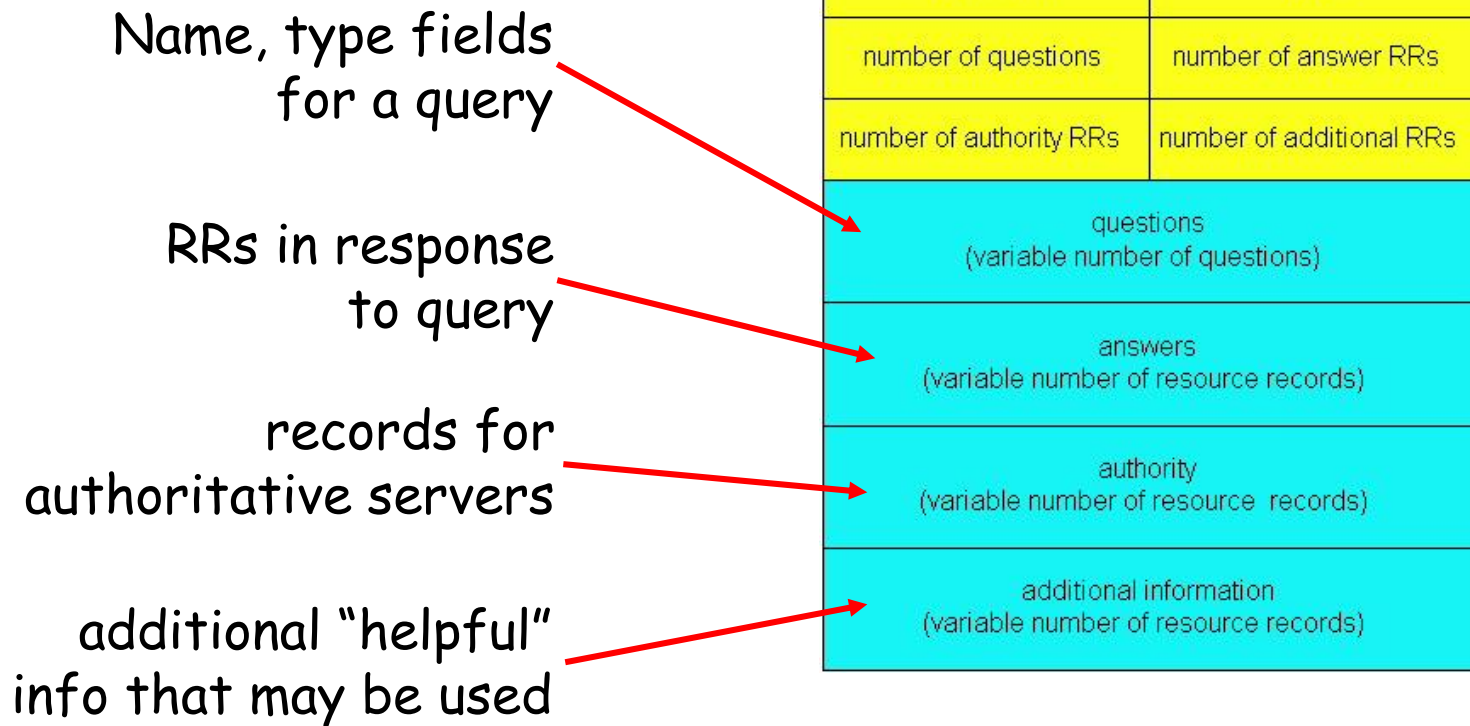 Name, type fields
for a query
RRs in response
to query
records for
authoritative servers
additional “helpful”
info that may be used
number of questions
number of answer RRs
number of authority RRs
number of additional RRs
questions
(variable number of questions)
answers
(variable number of resource records)
authority
(variable number of resource records)
additional information
(variable number of resource records)